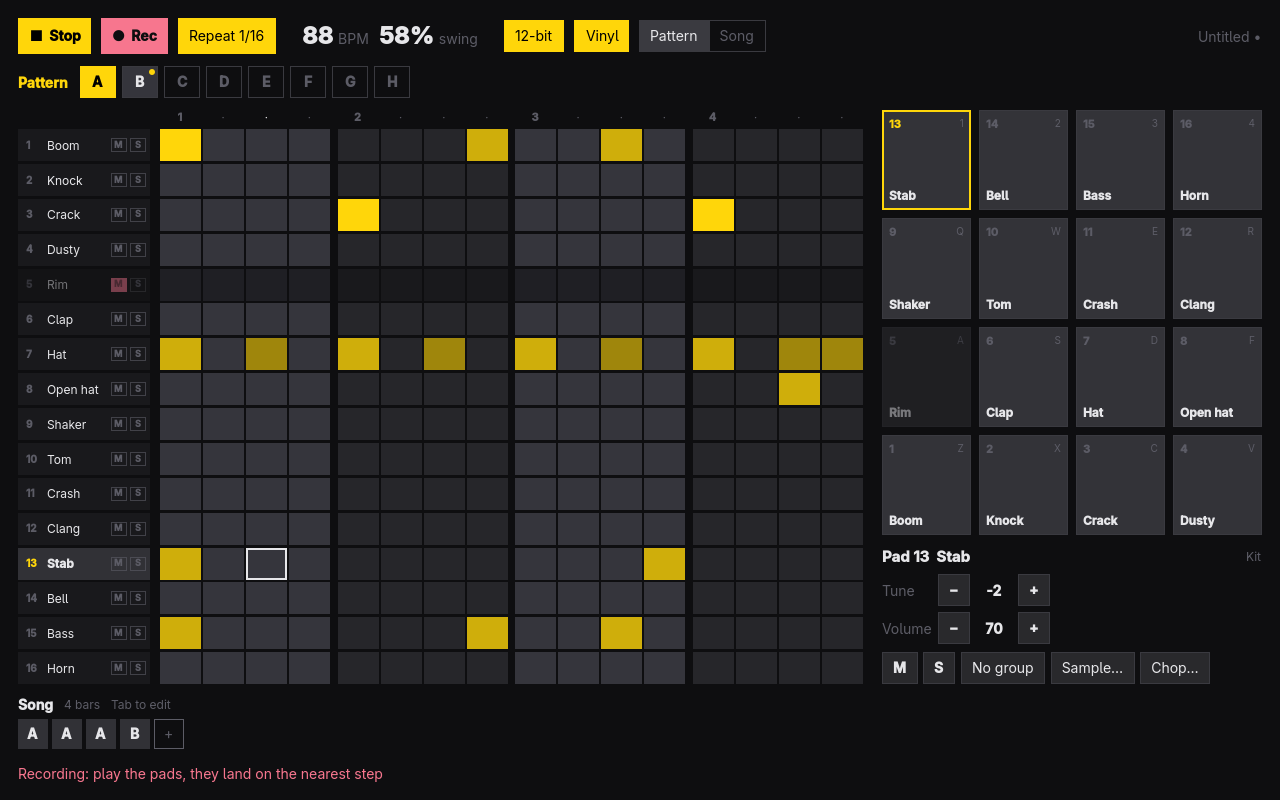 Stop Rec Repeat 1/16 88 BPM 58% swing 12-bit Vinyl Pattern Song Untitled •
Pattern A B C D E F G H
1 · · · 2 · · · 3 · · · 4 · · ·
1 Boom M S
2 Knock M S
3 Crack M S
4 Dusty M S
5 Rim M S
6 Clap M S
7 Hat M S
8 Open hat M S
9 Shaker M S
10 Tom M S
11 Crash M S
12 Clang M S
13 Stab M S
14 Bell M S
15 Bass M S
16 Horn M S
13 1 14 2 15 3 16 4
Stab Bell Bass Horn
9 Q 10 W 11 E 12 R
Shaker Tom Crash Clang
5 A 6 S 7 D 8 F
Rim Clap Hat Open hat
1 Z 2 X 3 C 4 V
Boom Knock Crack Dusty
Pad 13 Stab Kit
Tune − -2 +
Volume − 70 +
M S No group Sample... Chop...
Song 4 bars Tab to edit
A A A B +
Recording: play the pads, they land on the nearest step